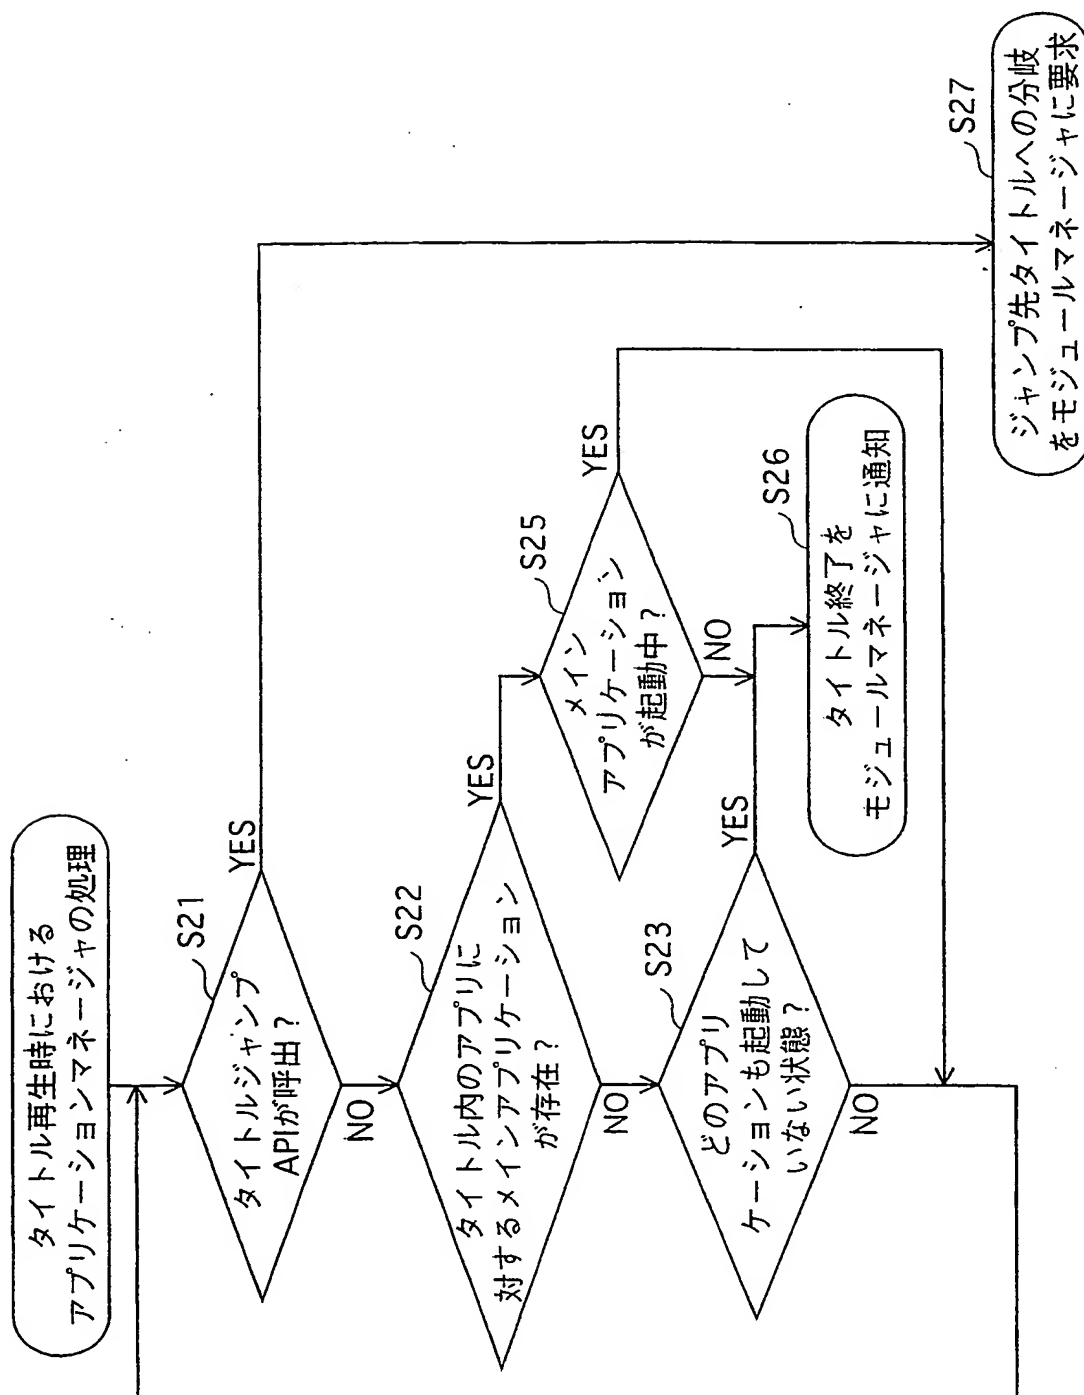 タイトル再生時における
アプリケーションマネージャの処理
S21
タイトルジャンプ
APIが呼出？
YES
NO
S22
タイトル内のアプリに
対するメインアプリケーション
が存在？
YES
NO
S25
メイン
アプリケーション
が起動中？
YES
NO
S23
どのアプリ
ケーションも起動して
いない状態？
YES
NO
S26
タイトル終了を
モジュールマネージャに通知
S27
ジャンプ先タイトルへの分岐
をモジュールマネージャに要求